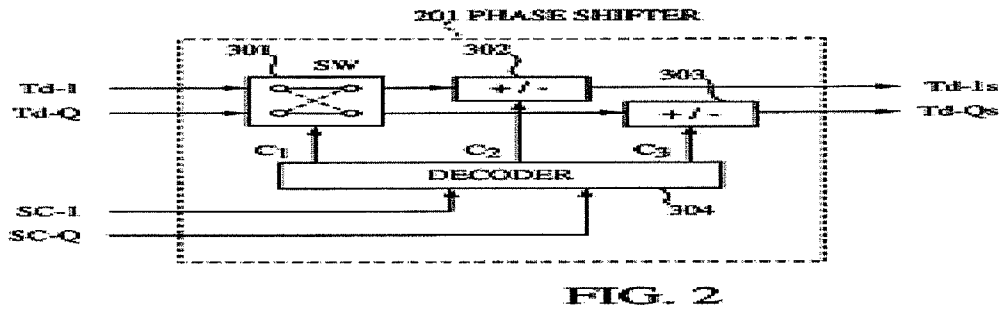 201 PHASE SHIFTER
301
SW
302
303
Td-I
+ / -
Td-Is
Td-Q
+ / -
Td-Qs
C1
C2
C3
DECODER
SC-I
304
SC-Q
FIG. 2